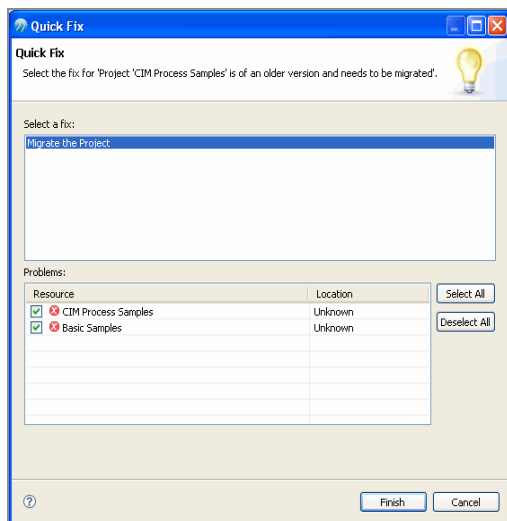 Quick Fix
Quick Fix
Select the fix for 'Project 'CIM Process Samples' is of an older version and needs to be migrated'.
Select a fix:
Migrate the Project
Problems:
Resource Location
CIM Process Samples Unknown
Basic Samples Unknown
Select All
Deselect All
Finish Cancel